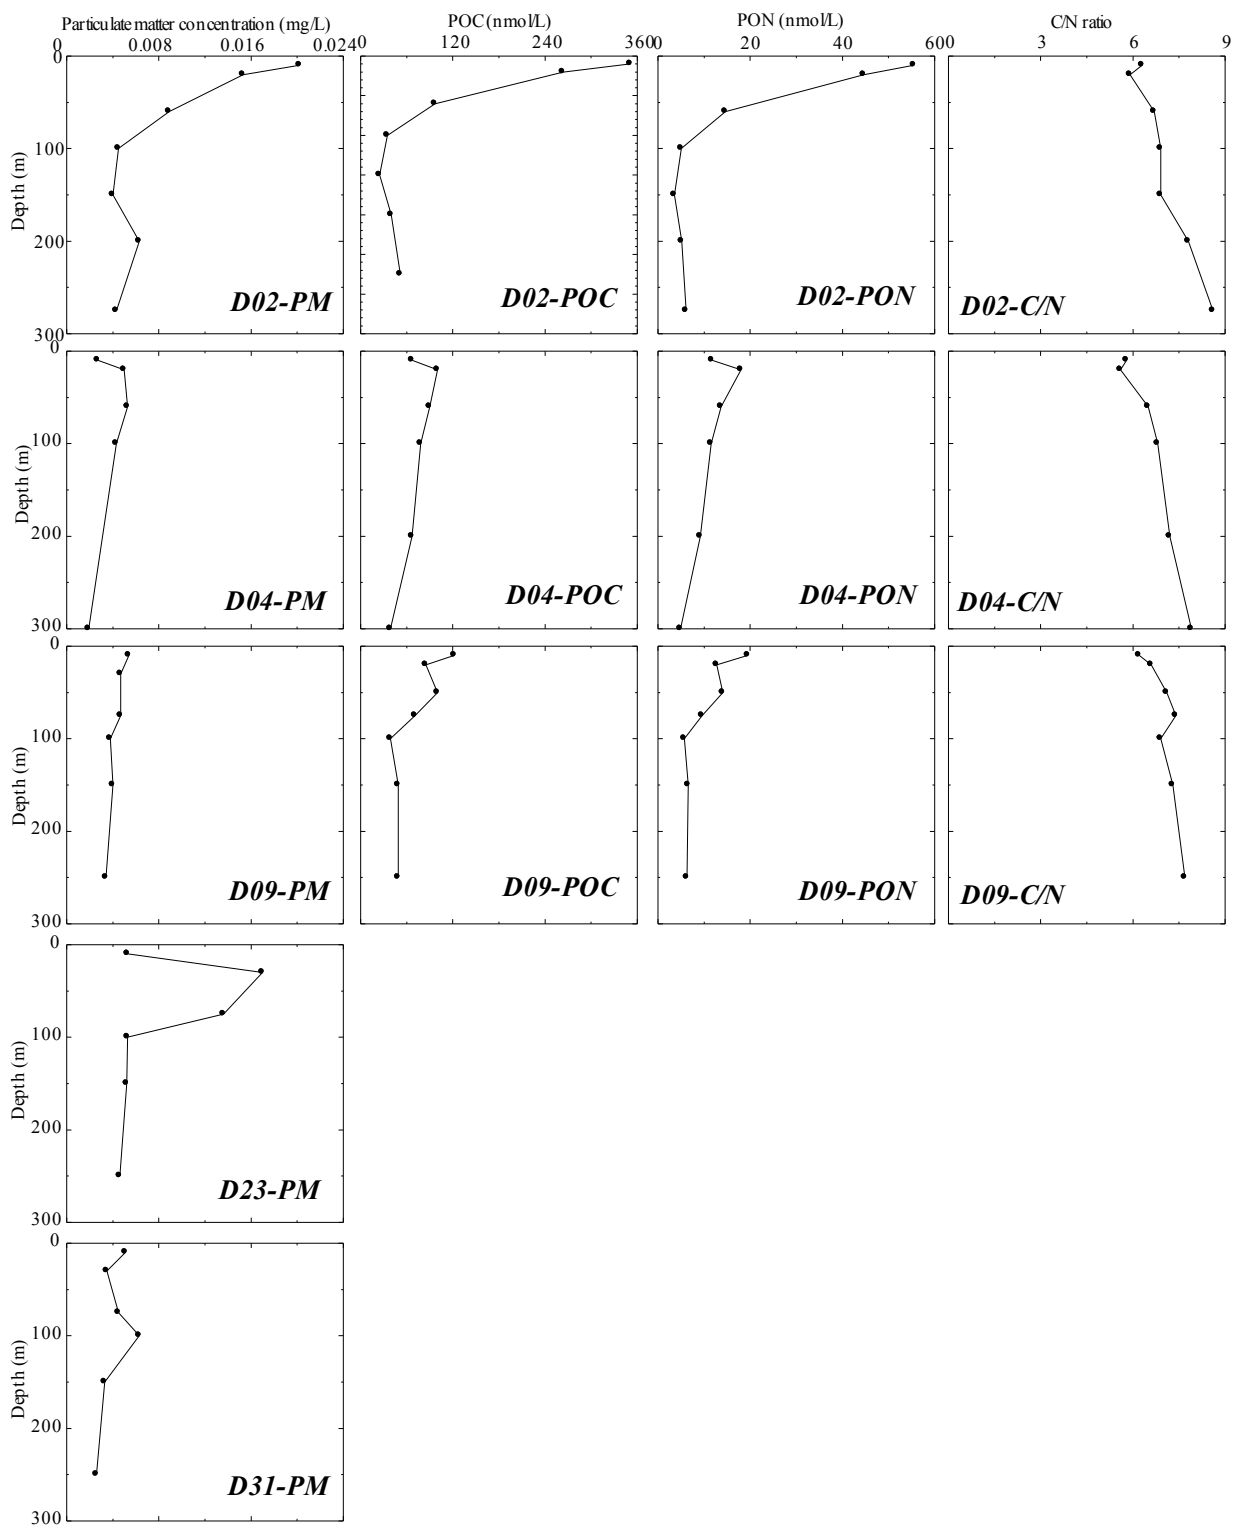 Particulate matter concentration (mg/L) POC (nmol/L) PON (nmol/L) C/N ratio
0 0.008 0.016 0.024 0 120 240 360 0 20 40 60 0 3 6 9
0
100
200
300
Depth (m)
D02-PM D02-POC D02-PON D02-C/N
0
100
200
300
Depth (m)
D04-PM D04-POC D04-PON D04-C/N
0
100
200
300
Depth (m)
D09-PM D09-POC D09-PON D09-C/N
0
100
200
300
Depth (m)
D23-PM
0
100
200
300
Depth (m)
D31-PM